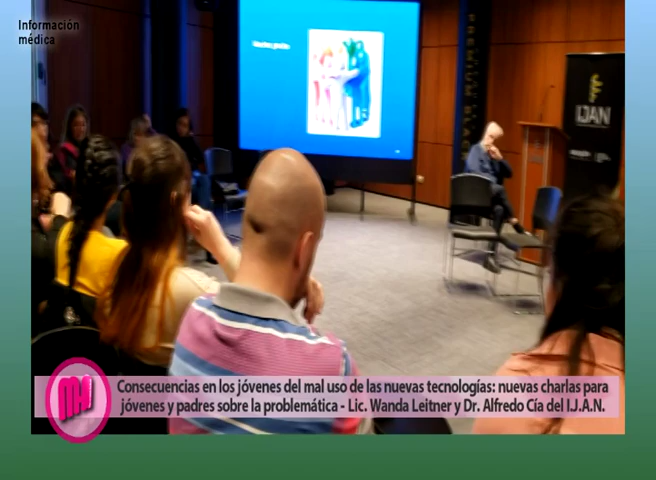 Información
médica
IJAN
MH
Consecuencias en los jóvenes del mal uso de las nuevas tecnologías: nuevas charlas para
jóvenes y padres sobre la problemática - Lic. Wanda Leitner y Dr. Alfredo Cía del I.J.A.N.